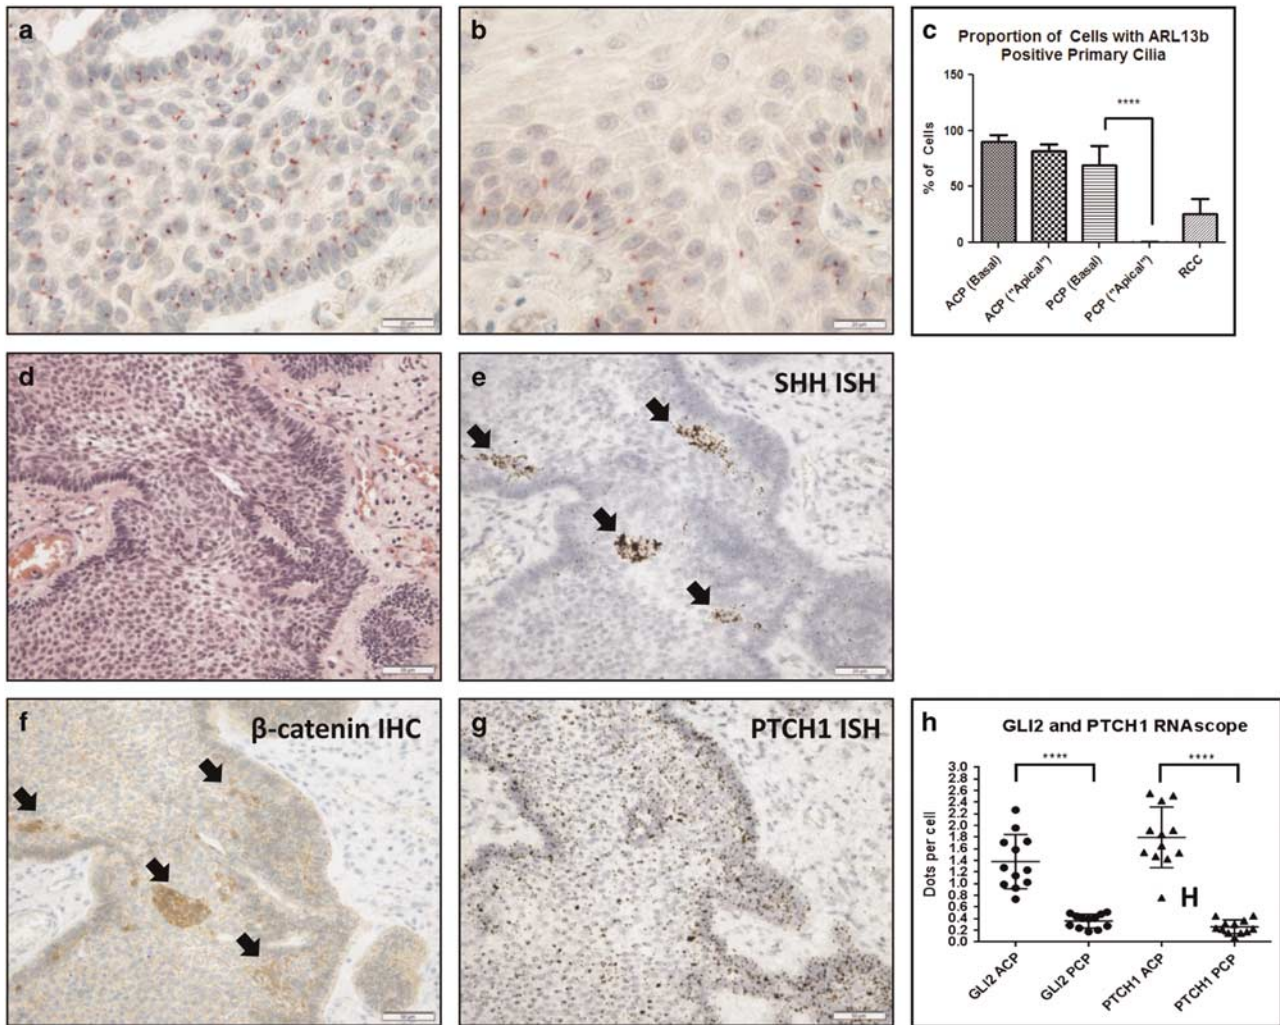 a
b
c
Proportion of Cells with ARL13b
Positive Primary Cilia
% of Cells
150
100
50
0
****
ACP (Basal)
ACP ("Apical")
PCP (Basal)
PCP ("Apical")
RCC
d
e
SHH ISH
f
β-catenin IHC
g
PTCH1 ISH
h
GLI2 and PTCH1 RNAscope
Dots per cell
3.0
2.8
2.6
2.4
2.2
2.0
1.8
1.6
1.4
1.2
1.0
0.8
0.6
0.4
0.2
0.0
****
****
H
GLI2 ACP
GLI2 PCP
PTCH1 ACP
PTCH1 PCP